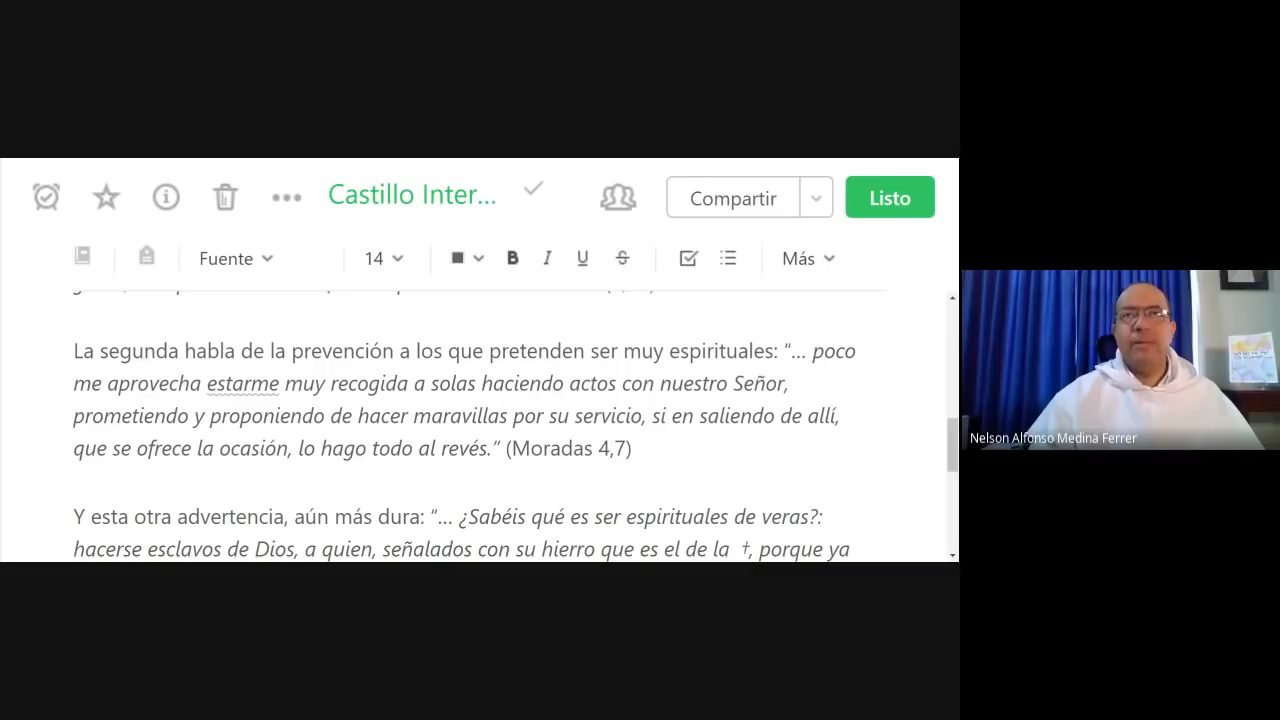 Castillo Inter...
Compartir
Listo
Fuente
14
B I U S
Más
La segunda habla de la prevención a los que pretenden ser muy espirituales: “... poco
me aprovecha estarme muy recogida a solas haciendo actos con nuestro Señor,
prometiendo y proponiendo de hacer maravillas por su servicio, si en saliendo de allí,
que se ofrece la ocasión, lo hago todo al revés.” (Moradas 4,7)
Y esta otra advertencia, aún más dura: “... ¿Sabéis qué es ser espirituales de veras?:
hacerse esclavos de Dios, a quien, señalados con su hierro que es el de la †, porque ya
Nelson Alfonso Medina Ferrer